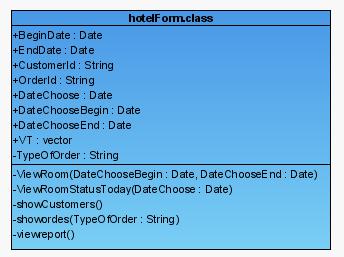 hotelForm.class
+BeginDate : Date
+EndDate : Date
+CustomerId : String
+OrderId : String
+DateChoose : Date
+DateChooseBegin : Date
+DateChooseEnd : Date
+VT : vector
-TypeOfOrder : String
-ViewRoom(DateChooseBegin : Date, DateChooseEnd : Date)
-ViewRoomStatusToday(DateChoose : Date)
-showCustomers()
-showordes(TypeOfOrder : String)
-viewreport()